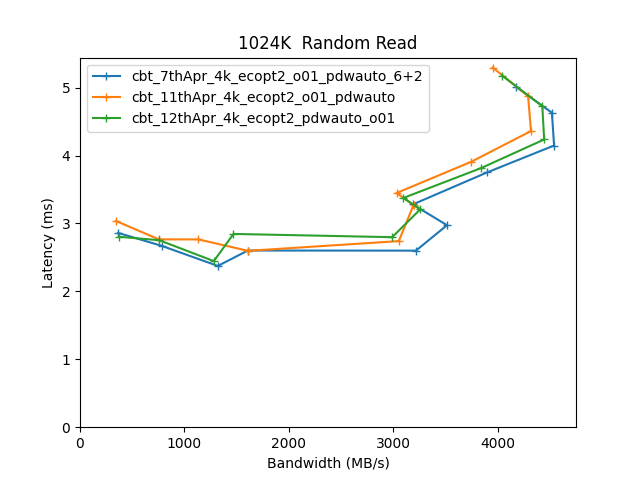 1024K  Random Read
cbt_7thApr_4k_ecopt2_o01_pdwauto_6+2
cbt_11thApr_4k_ecopt2_o01_pdwauto
cbt_12thApr_4k_ecopt2_pdwauto_o01
5
4
3
2
1
0
Latency (ms)
0 1000 2000 3000 4000
Bandwidth (MB/s)